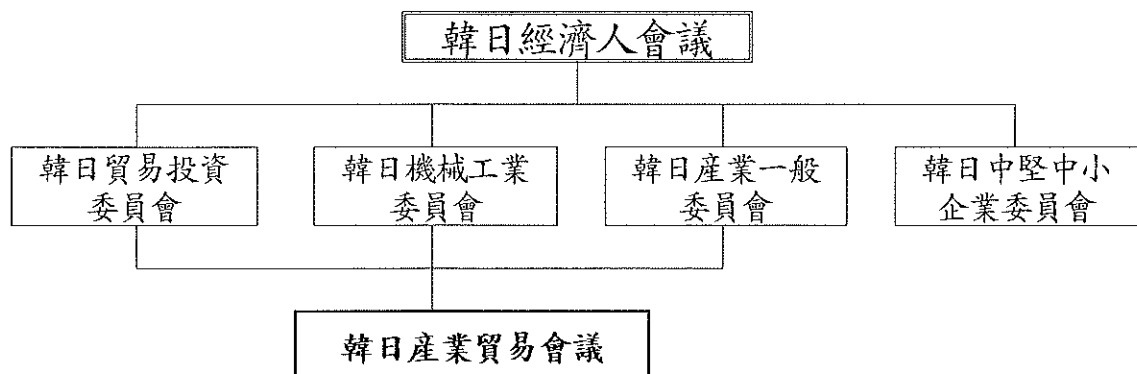 韓日經濟人會議
韓日貿易投資
委員會
韓日機械工業
委員會
韓日産業一般
委員會
韓日中堅中小
企業委員會
韓日産業貿易會議